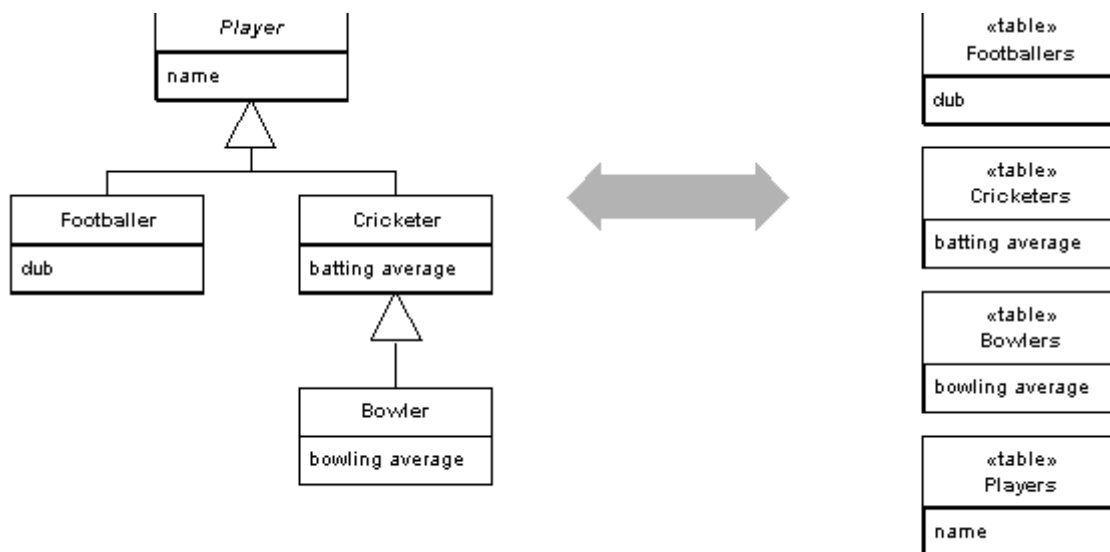 Player
name
Footballer
club
Cricketer
batting average
Bowler
bowling average
«table»
Footballers
club
«table»
Cricketers
batting average
«table»
Bowlers
bowling average
«table»
Players
name